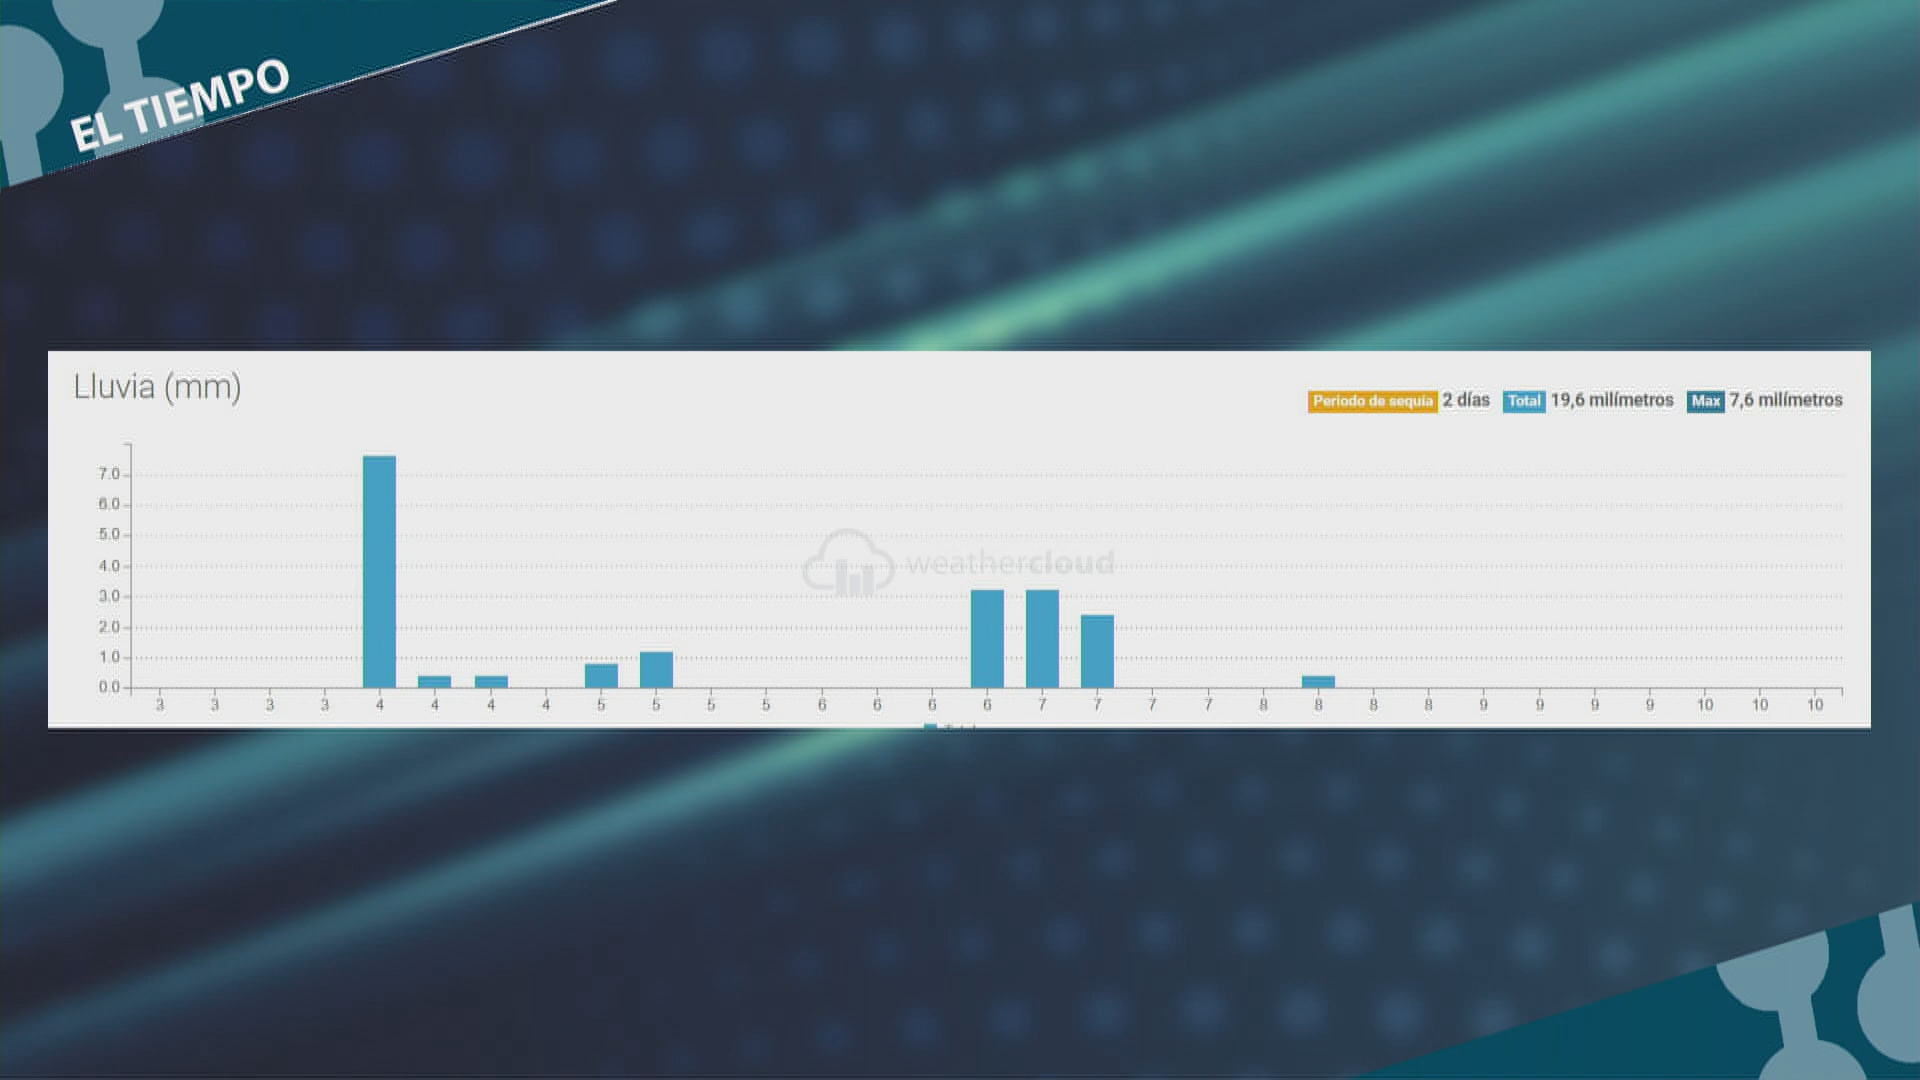 EL TIEMPO
Lluvia (mm)
Periodo de sequia 2 días Total 19,6 milímetros Max 7,6 milímetros
7.0
6.0
5.0
4.0
3.0
2.0
1.0
0.0
weathercloud
3 3 3 3 4 4 4 4 5 5 5 5 6 6 6 6 7 7 7 7 8 8 8 8 9 9 9 9 10 10 10